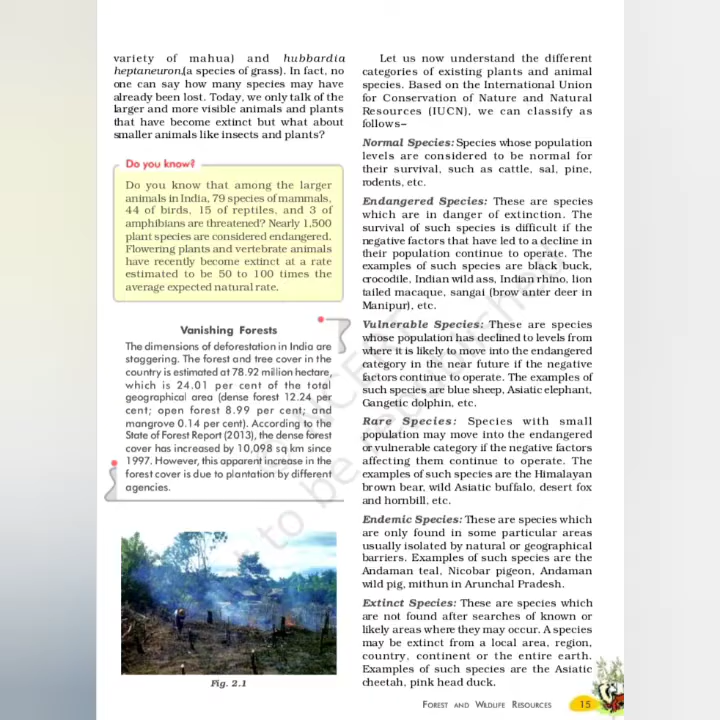 variety of mahua) and hubbardia
heptaneuron,(a species of grass). In fact, no
one can say how many species may have
already been lost. Today, we only talk of the
larger and more visible animals and plants
that have become extinct but what about
smaller animals like insects and plants?
Do you know?
Do you know that among the larger
animals in India, 79 species of mammals,
44 of birds, 15 of reptiles, and 3 of
amphibians are threatened? Nearly 1,500
plant species are considered endangered.
Flowering plants and vertebrate animals
have recently become extinct at a rate
estimated to be 50 to 100 times the
average expected natural rate.
Vanishing Forests
The dimensions of deforestation in India are
staggering. The forest and tree cover in the
country is estimated at 78.92 million hectare,
which is 24.01 per cent of the total
geographical area (dense forest 12.24 per
cent; open forest 8.99 per cent; and
mangrove 0.14 per cent). According to the
State of Forest Report (2013), the dense forest
cover has increased by 10,098 sq km since
1997. However, this apparent increase in the
forest cover is due to plantation by different
agencies.
Fig. 2.1
Let us now understand the different
categories of existing plants and animal
species. Based on the International Union
for Conservation of Nature and Natural
Resources (IUCN), we can classify as
follows–
Normal Species: Species whose population
levels are considered to be normal for
their survival, such as cattle, sal, pine,
rodents, etc.
Endangered Species: These are species
which are in danger of extinction. The
survival of such species is difficult if the
negative factors that have led to a decline in
their population continue to operate. The
examples of such species are black buck,
crocodile, Indian wild ass, Indian rhino, lion
tailed macaque, sangai (brow anter deer in
Manipur), etc.
Vulnerable Species: These are species
whose population has declined to levels from
where it is likely to move into the endangered
category in the near future if the negative
factors continue to operate. The examples of
such species are blue sheep, Asiatic elephant,
Gangetic dolphin, etc.
Rare Species: Species with small
population may move into the endangered
or vulnerable category if the negative factors
affecting them continue to operate. The
examples of such species are the Himalayan
brown bear, wild Asiatic buffalo, desert fox
and hornbill, etc.
Endemic Species: These are species which
are only found in some particular areas
usually isolated by natural or geographical
barriers. Examples of such species are the
Andaman teal, Nicobar pigeon, Andaman
wild pig, mithun in Arunchal Pradesh.
Extinct Species: These are species which
are not found after searches of known or
likely areas where they may occur. A species
may be extinct from a local area, region,
country, continent or the entire earth.
Examples of such species are the Asiatic
cheetah, pink head duck.
FOREST AND WILDLIFE RESOURCES 15